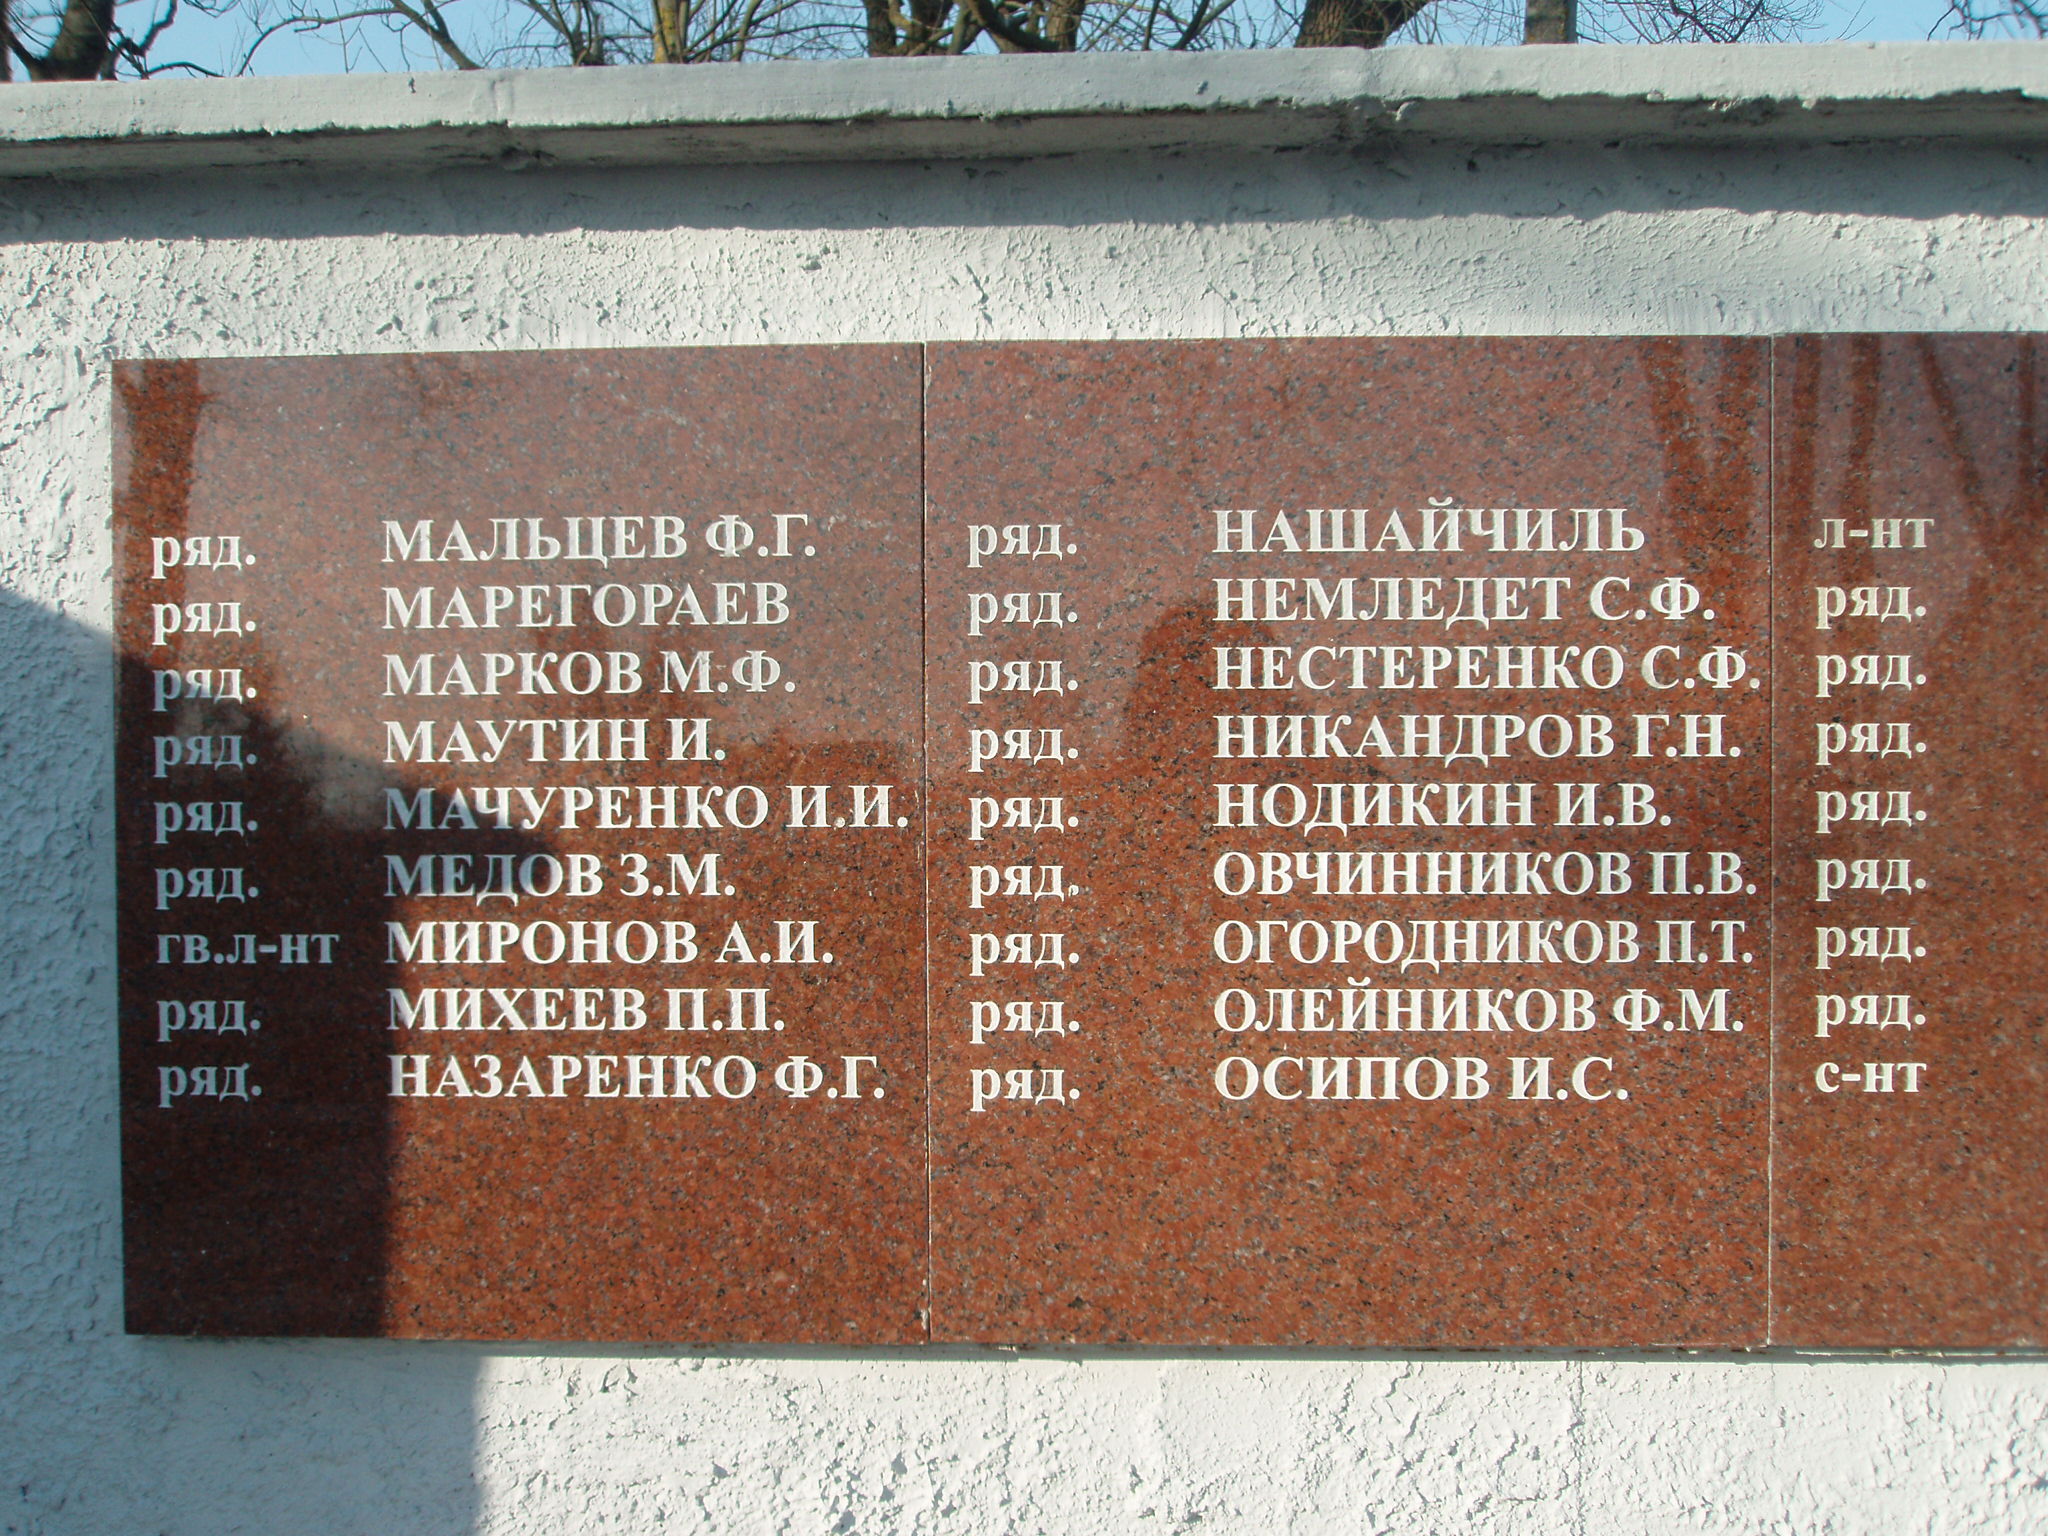 ряд. МАЛЬЦЕВ Ф.Г.
ряд. МАРЕГОРАЕВ
ряд. МАРКОВ М.Ф.
ряд. МАУТИН И.
ряд. МАЧУРЕНКО И.И.
ряд. МЕДОВ З.М.
гв.л-нт МИРОНОВ А.И.
ряд. МИХЕЕВ П.П.
ряд. НАЗАРЕНКО Ф.Г.
ряд. НАШАЙЧИЛЬ
ряд. НЕМЛЕДЕТ С.Ф.
ряд. НЕСТЕРЕНКО С.Ф.
ряд. НИКАНДРОВ Г.Н.
ряд. НОДИКИН И.В.
ряд. ОВЧИННИКОВ П.В.
ряд. ОГОРОДНИКОВ П.Т.
ряд. ОЛЕЙНИКОВ Ф.М.
ряд. ОСИПОВ И.С.
л-нт
ряд.
ряд.
ряд.
ряд.
ряд.
ряд.
ряд.
с-нт